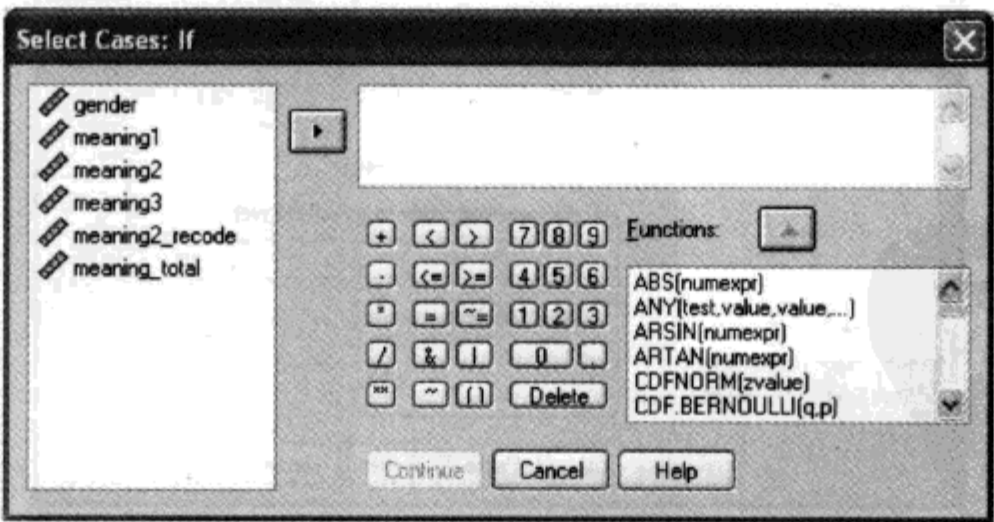 Select Cases: If
gender
meaning1
meaning2
meaning3
meaning2_recode
meaning_total
+ < > 7 8 9
- <= >= 4 5 6
* = ~= 1 2 3
/ & | 0 .
** ~ () Delete
Functions:
ABS(numexpr)
ANY(test,value,value,...)
ARSIN(numexpr)
ARTAN(numexpr)
CDFNORM(zvalue)
CDF.BERNOULLI(q,p)
Continue Cancel Help